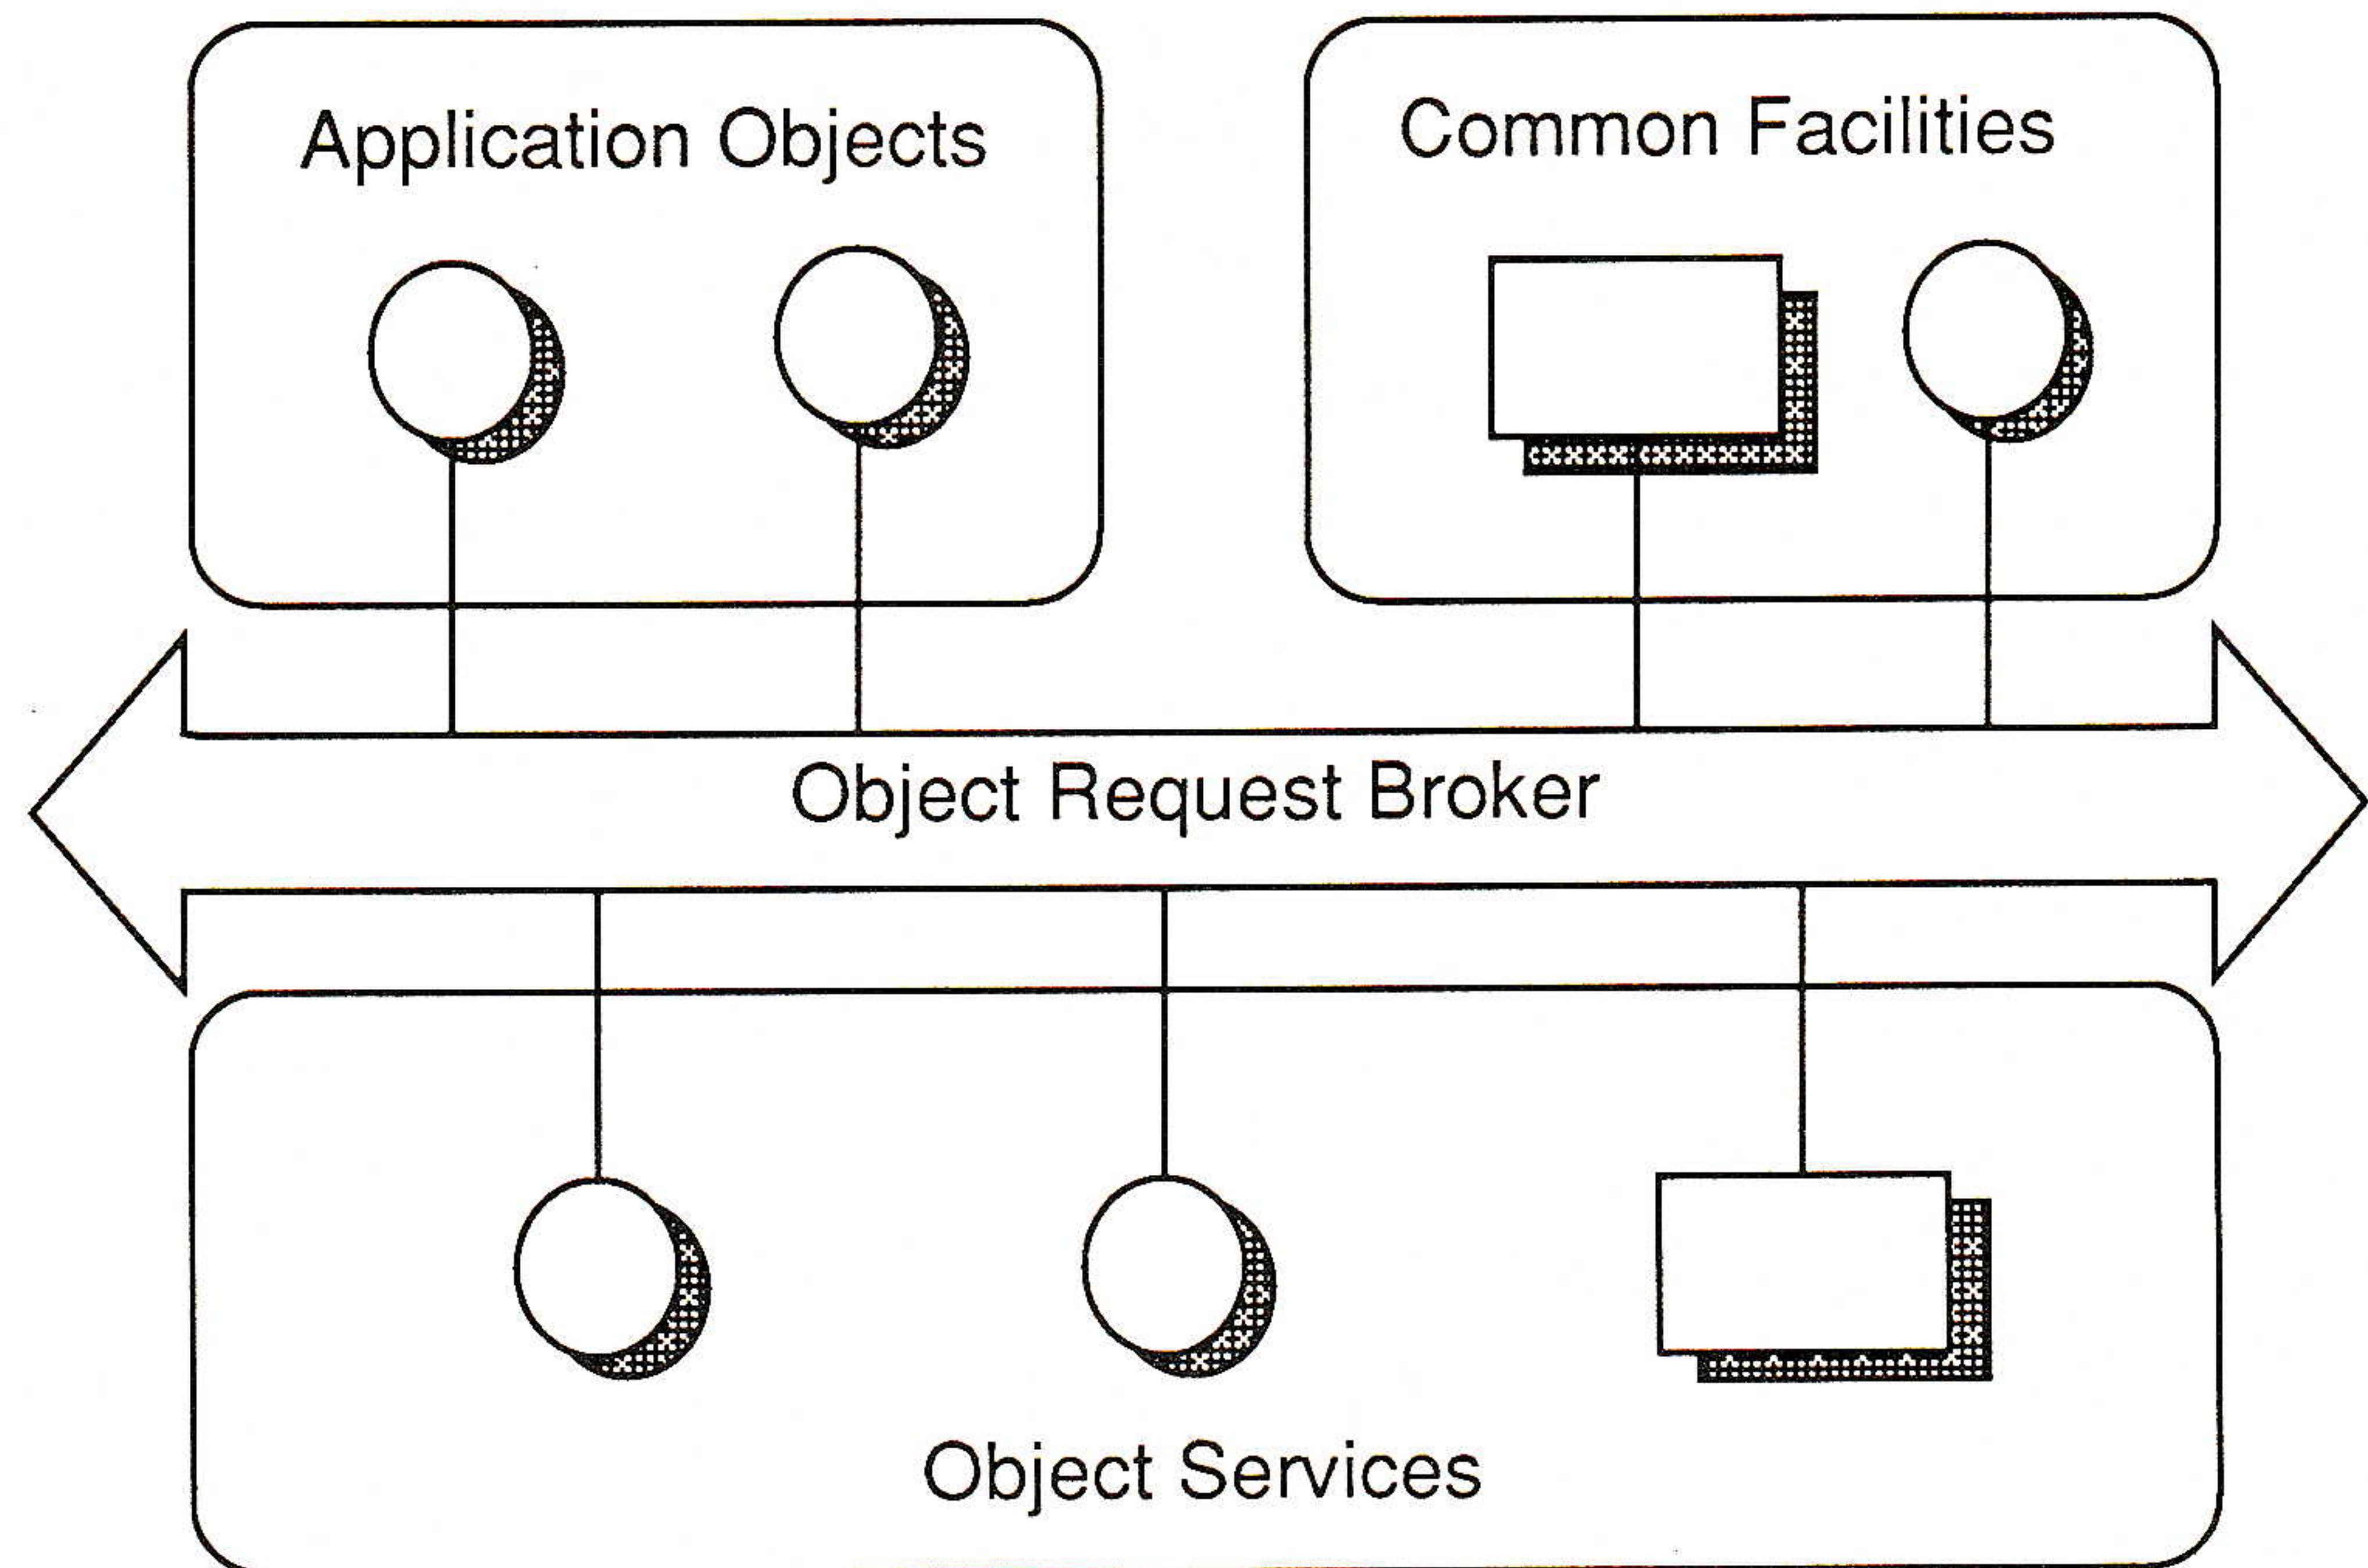 Application Objects
Common Facilities
Object Request Broker
Object Services